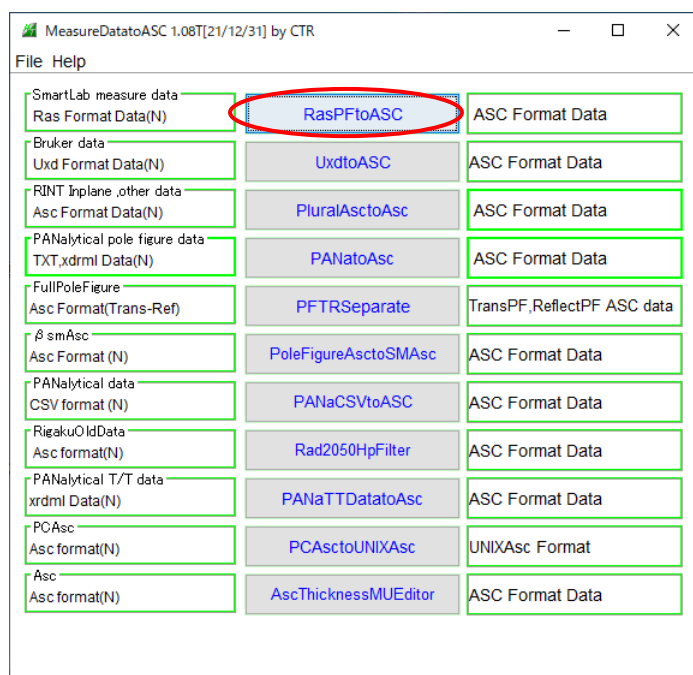 MeasureDatatoASC 1.08T[21/12/31] by CTR
File Help
SmartLab measure data
Ras Format Data(N) RasPFtoASC ASC Format Data
Bruker data
Uxd Format Data(N) UxdtoASC ASC Format Data
RINT Inplane ,other data
Asc Format Data(N) PluralAsctoAsc ASC Format Data
PANalytical pole figure data
TXT,xdrml Data(N) PANatoAsc ASC Format Data
FullPoleFigure
Asc Format(Trans-Ref) PFTRSeparate TransPF,ReflectPF ASC data
βsmAsc
Asc Format (N) PoleFigureAsctoSMAsc ASC Format Data
PANalytical data
CSV format (N) PANaCSVtoASC ASC Format Data
RigakuOldData
Asc format(N) Rad2050HpFilter ASC Format Data
PANalytical T/T data
xrdml Data(N) PANaTTDatatoAsc ASC Format Data
PCAsc
Asc format(N) PCAsctoUNIXAsc UNIXAsc Format
Asc
Asc format(N) AscThicknessMUEditor ASC Format Data